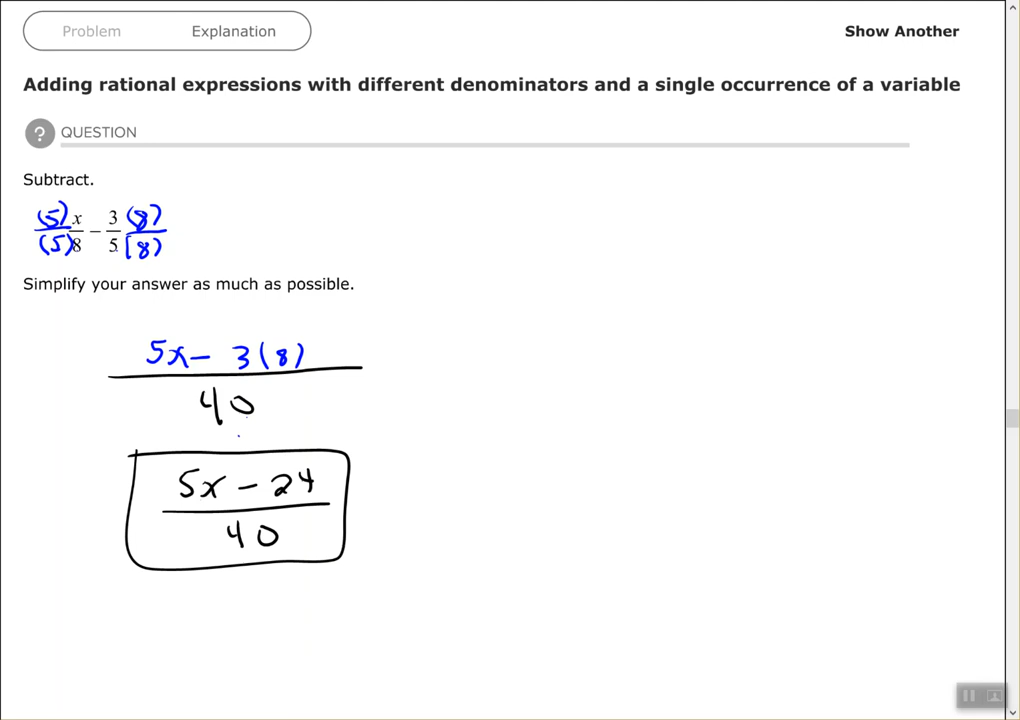 Problem Explanation Show Another
Adding rational expressions with different denominators and a single occurrence of a variable
? QUESTION
Subtract.
(5) x 3 (8)
— — − — —
(5) 8 5 (8)
Simplify your answer as much as possible.
5x − 3(8)
40
5x − 24
40